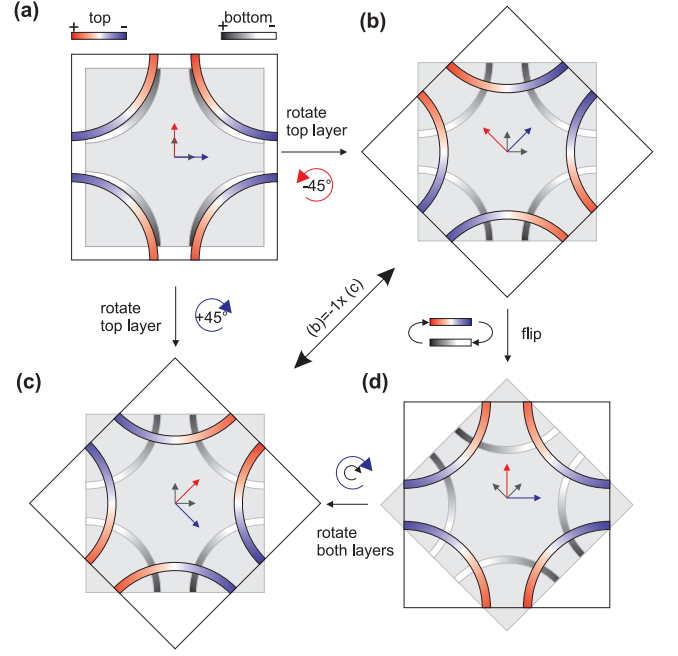 (a)
top
bottom
+ -
+ -
(b)
rotate
top layer
-45°
rotate
top layer
+45°
(b)=-1x (c)
flip
(c)
(d)
rotate
both layers